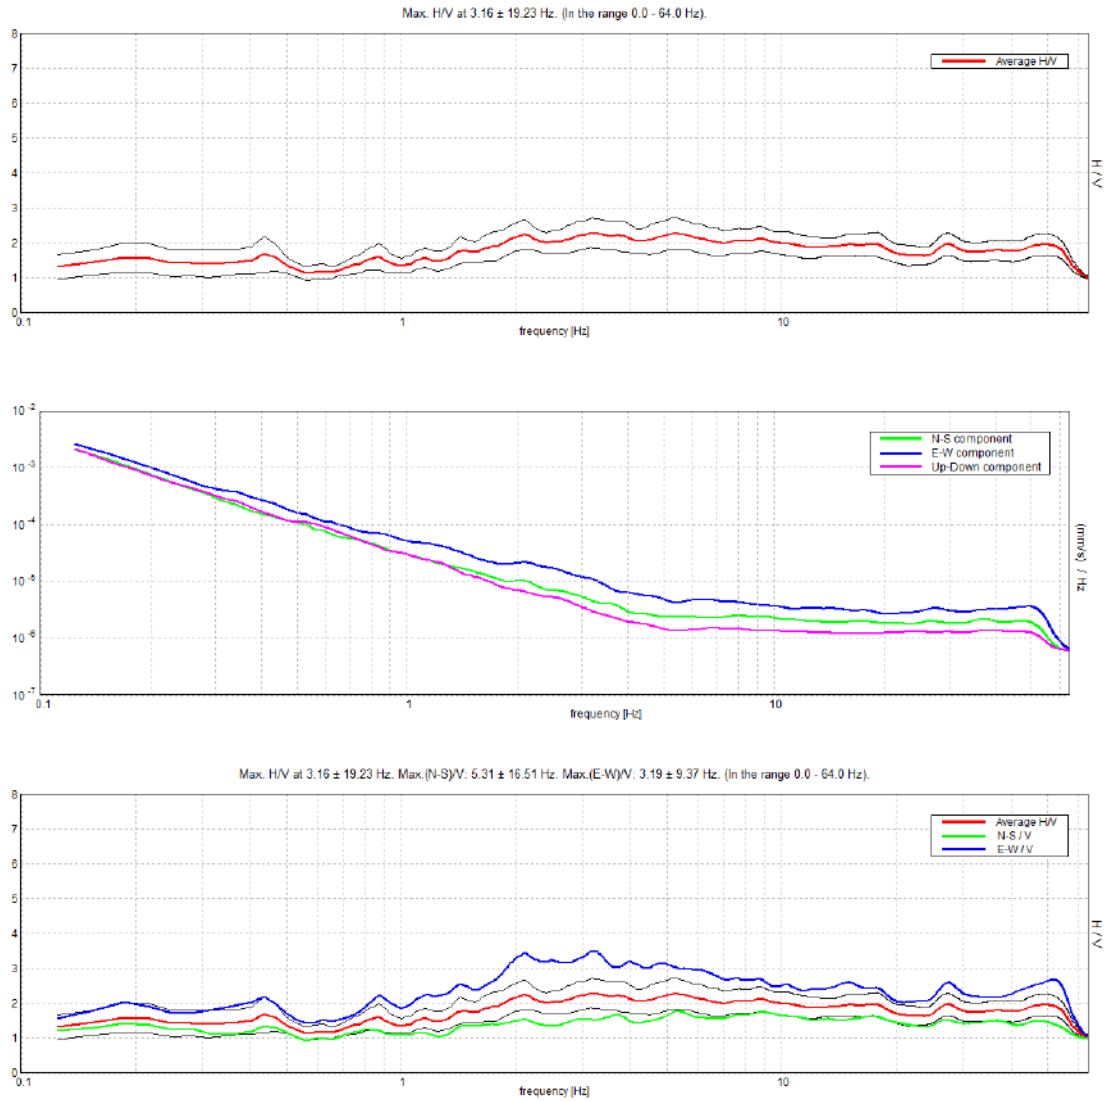 Max. H/V at 3.16 ± 19.23 Hz. (In the range 0.0 - 64.0 Hz).
8
7
6
5
4
3
2
1
0
Average H/V
H / V
0.1
1
10
frequency [Hz]
10 -2
10 -3
10 -4
10 -5
10 -6
10 -7
N-S component
E-W component
Up-Down component
(mm/s) / Hz
0.1
1
10
frequency [Hz]
Max. H/V at 3.16 ± 19.23 Hz. Max.(N-S)/V: 5.31 ± 16.51 Hz. Max.(E-W)/V: 3.19 ± 9.37 Hz. (In the range 0.0 - 64.0 Hz).
8
7
6
5
4
3
2
1
0
Average H/V
N-S / V
E-W / V
H / V
0.1
1
10
frequency [Hz]